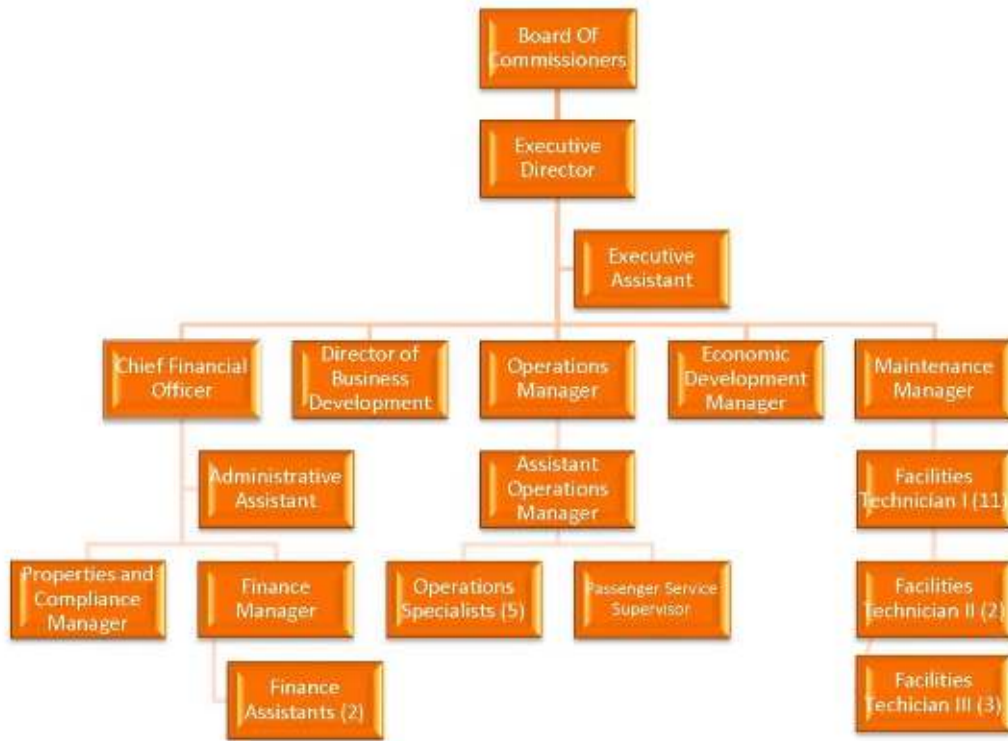 Board Of
Commissioners
Executive
Director
Executive
Assistant
Chief Financial
Officer
Director of
Business
Development
Operations
Manager
Economic
Development
Manager
Maintenance
Manager
Administrative
Assistant
Assistant
Operations
Manager
Facilities
Technician I (11)
Properties and
Compliance
Manager
Finance
Manager
Operations
Specialists (5)
Passenger Service
Supervisor
Facilities
Technician II (2)
Finance
Assistants (2)
Facilities
Techician III (3)